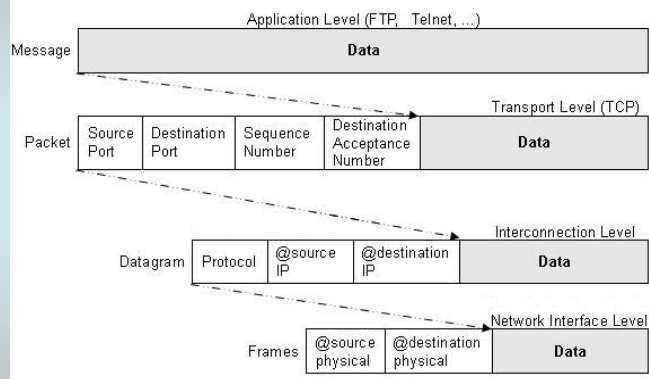 Application Level (FTP, Telnet, ...)
Message
Data
Transport Level (TCP)
Packet
Source
Port
Destination
Port
Sequence
Number
Destination
Acceptance
Number
Data
Interconnection Level
Datagram
Protocol
@source
IP
@destination
IP
Data
Network Interface Level
Frames
@source
physical
@destination
physical
Data